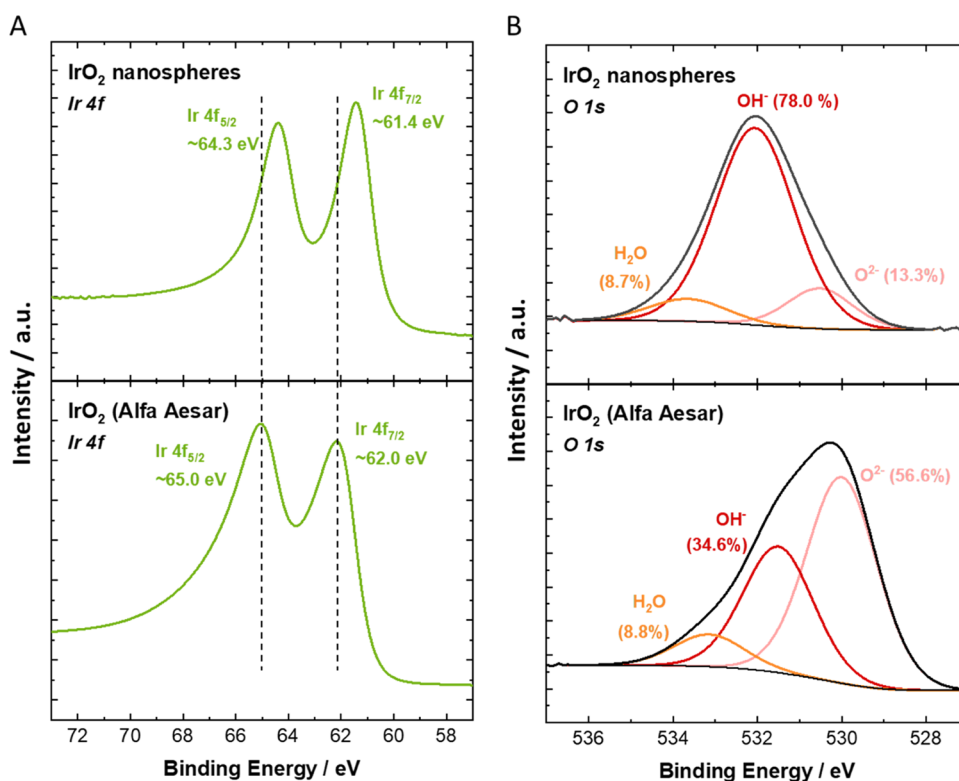 A
IrO₂ nanospheres
Ir 4f
Ir 4f₅/₂
~64.3 eV
Ir 4f₇/₂
~61.4 eV
IrO₂ (Alfa Aesar)
Ir 4f
Ir 4f₅/₂
~65.0 eV
Ir 4f₇/₂
~62.0 eV
Intensity / a.u.
72 70 68 66 64 62 60 58
Binding Energy / eV
B
IrO₂ nanospheres
O 1s
OH⁻ (78.0 %)
H₂O
(8.7%)
O²⁻ (13.3%)
IrO₂ (Alfa Aesar)
O 1s
O²⁻ (56.6%)
OH⁻
(34.6%)
H₂O
(8.8%)
Intensity / a.u.
536 534 532 530 528
Binding Energy / eV